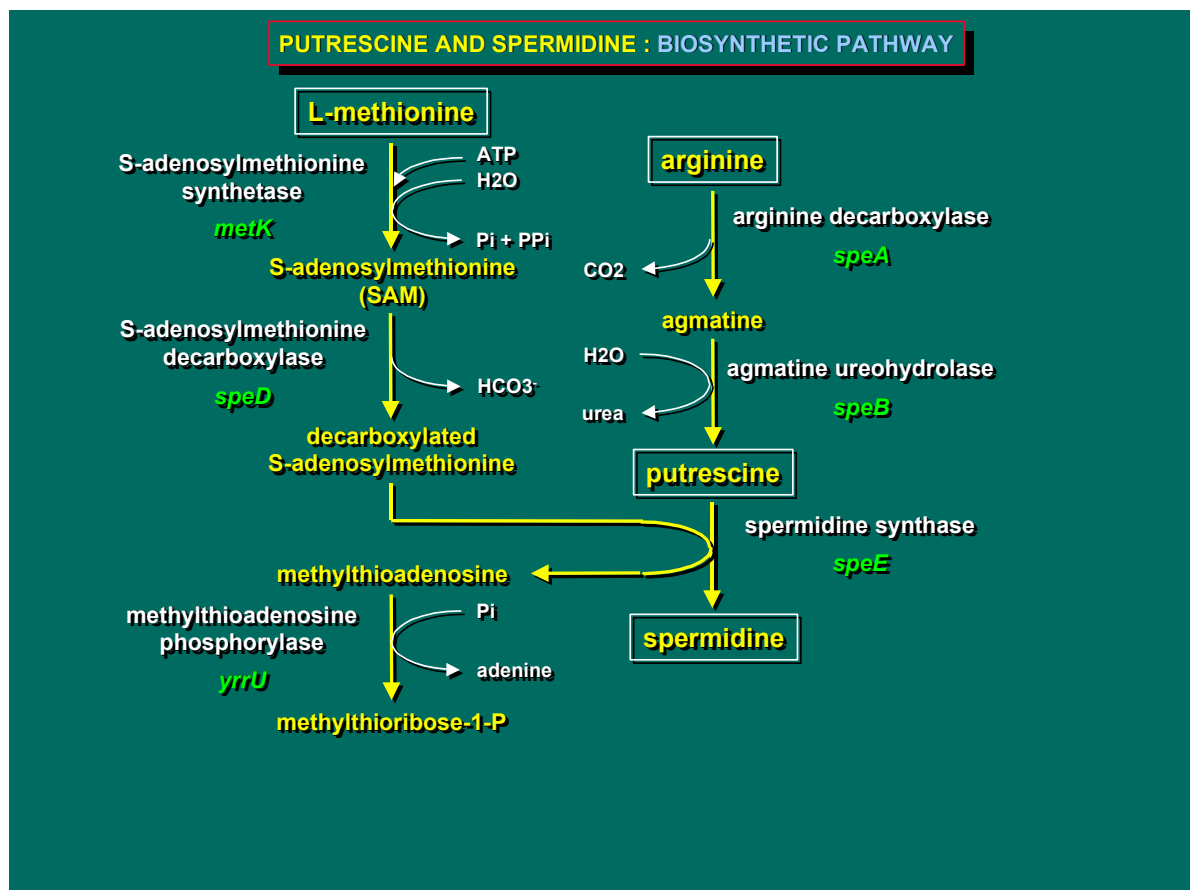 PUTRESCINE AND SPERMIDINE : BIOSYNTHETIC PATHWAY
L-methionine
S-adenosylmethionine
synthetase
metK
ATP
H2O
Pi + PPi
S-adenosylmethionine
(SAM)
S-adenosylmethionine
decarboxylase
speD
HCO3-
decarboxylated
S-adenosylmethionine
methylthioadenosine
methylthioadenosine
phosphorylase
yrrU
Pi
adenine
methylthioribose-1-P
arginine
arginine decarboxylase
speA
CO2
agmatine
H2O
agmatine ureohydrolase
speB
urea
putrescine
spermidine synthase
speE
spermidine